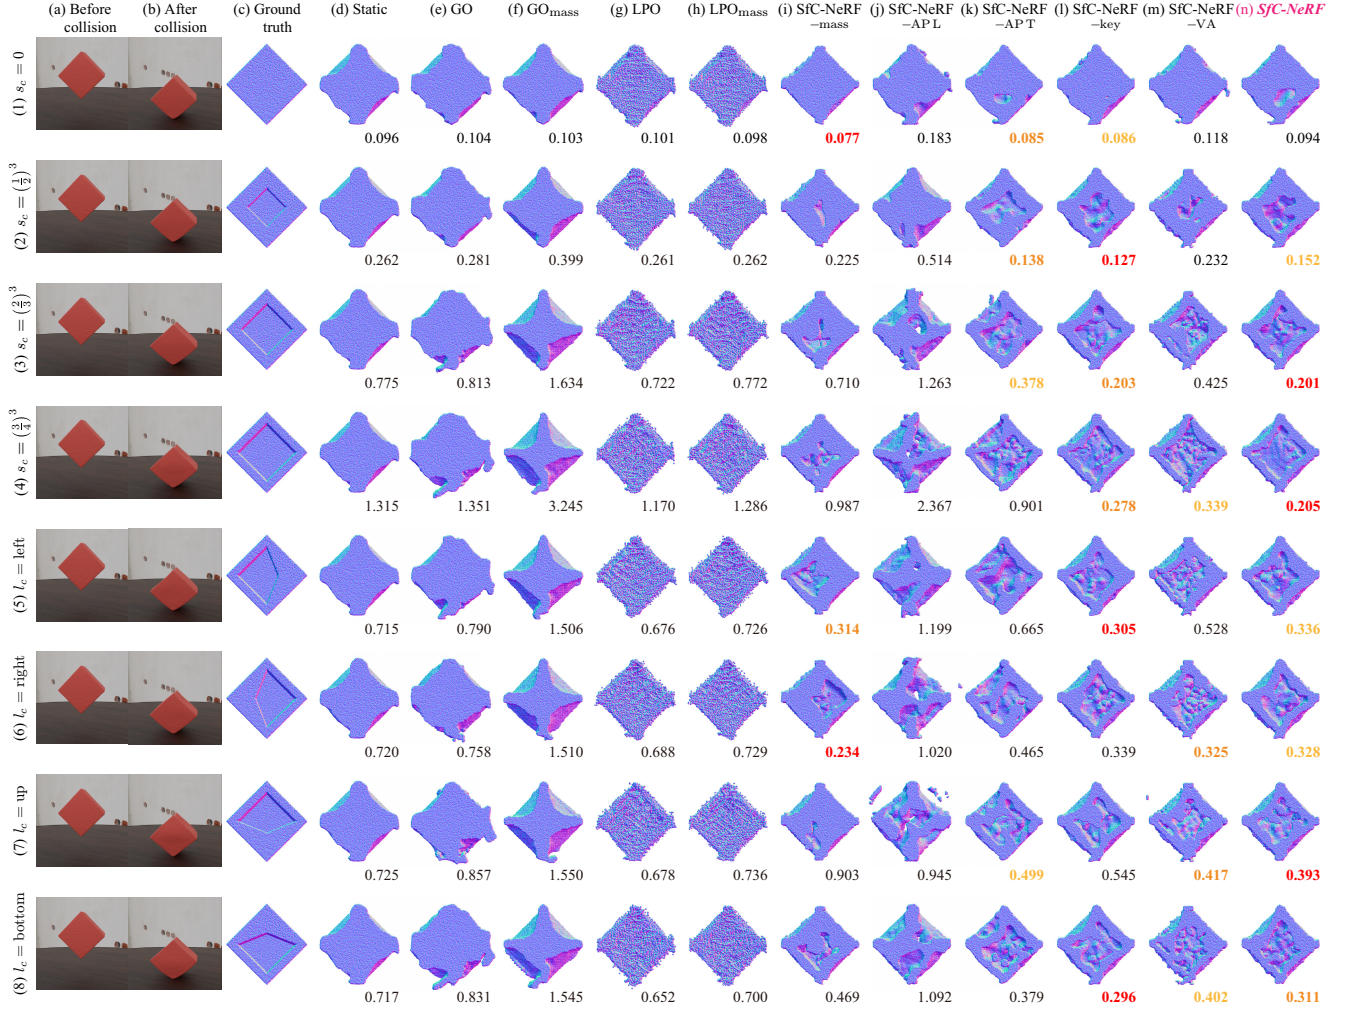 (a) Before collision
(b) After collision
(c) Ground truth
(d) Static
(e) GO
(f) GOmass
(g) LPO
(h) LPOmass
(i) SfC-NeRF −mass
(j) SfC-NeRF −APL
(k) SfC-NeRF −APT
(l) SfC-NeRF −key
(m) SfC-NeRF −VA
(n) SfC-NeRF
(1) s_c = 0
0.096 0.104 0.103 0.101 0.098 0.077 0.183 0.085 0.086 0.118 0.094
(2) s_c = (1/2)^3
0.262 0.281 0.399 0.261 0.262 0.225 0.514 0.138 0.127 0.232 0.152
(3) s_c = (2/3)^3
0.775 0.813 1.634 0.722 0.772 0.710 1.263 0.378 0.203 0.425 0.201
(4) s_c = (3/4)^3
1.315 1.351 3.245 1.170 1.286 0.987 2.367 0.901 0.278 0.339 0.205
(5) l_c = left
0.715 0.790 1.506 0.676 0.726 0.314 1.199 0.665 0.305 0.528 0.336
(6) l_c = right
0.720 0.758 1.510 0.688 0.729 0.234 1.020 0.465 0.339 0.325 0.328
(7) l_c = up
0.725 0.857 1.550 0.678 0.736 0.903 0.945 0.499 0.545 0.417 0.393
(8) l_c = bottom
0.717 0.831 1.545 0.652 0.700 0.469 1.092 0.379 0.296 0.402 0.311